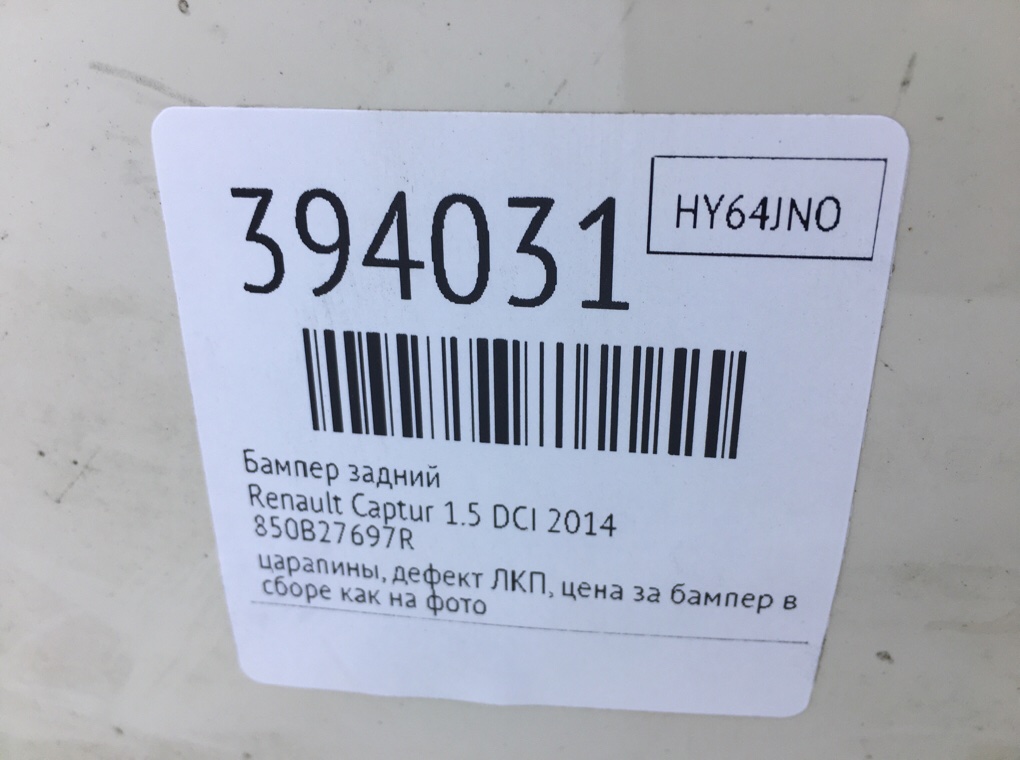 394031
HY64JNO
Бампер задний
Renault Captur 1.5 DCI 2014
850B27697R
царапины, дефект ЛКП, цена за бампер в
сборе как на фото